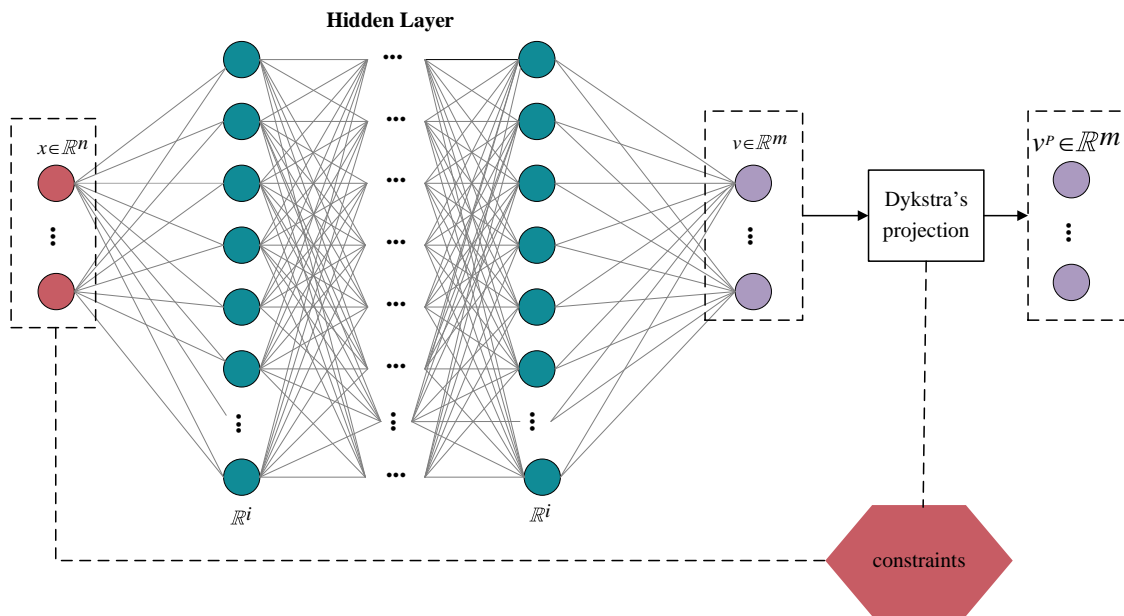 Hidden Layer
x∈ℝⁿ
v∈ℝᵐ
vᴾ∈ℝᵐ
Dykstra's
projection
ℝⁱ
ℝⁱ
constraints